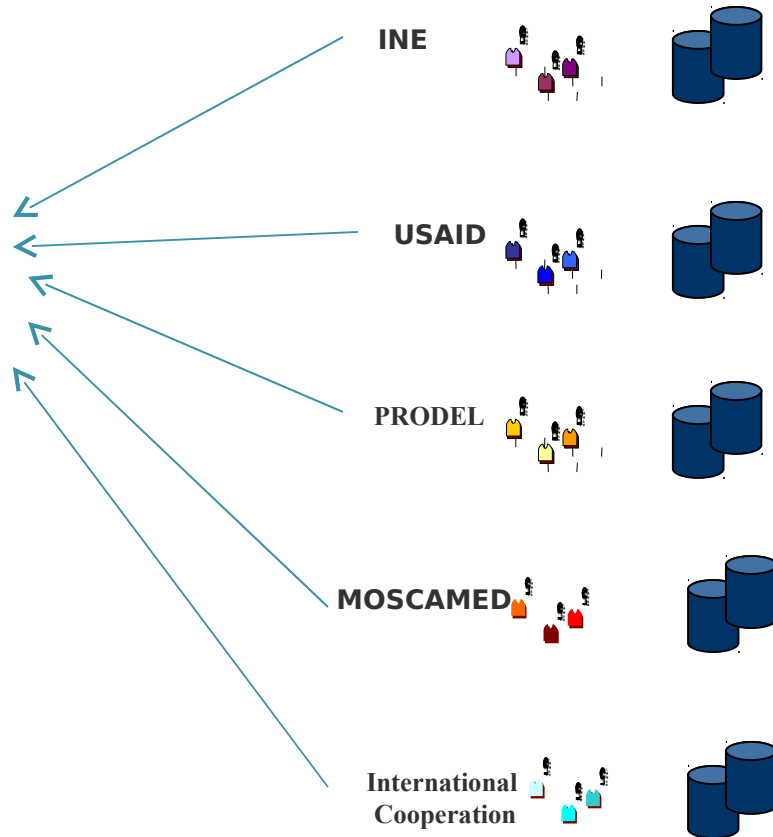 INE
USAID
PRODEL
MOSCAMED
International
Cooperation